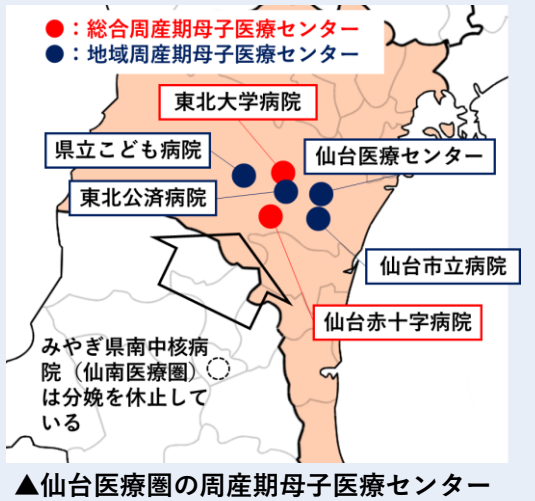 ●：総合周産期母子医療センター
●：地域周産期母子医療センター
東北大学病院
県立こども病院
仙台医療センター
東北公済病院
仙台市立病院
仙台赤十字病院
みやぎ県南中核病
院（仙南医療圏）
は分娩を休止して
いる
▲仙台医療圏の周産期母子医療センター